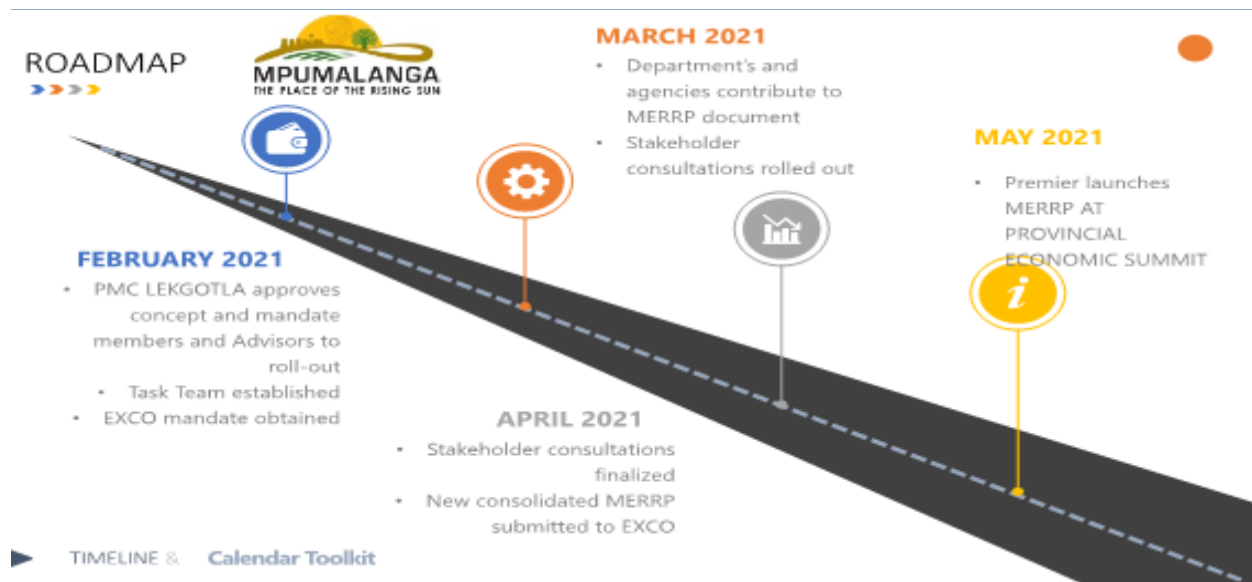 ROADMAP
MPUMALANGA
THE PLACE OF THE RISING SUN
FEBRUARY 2021
• PMC LEKGOTLA approves
concept and mandate
members and Advisors to
roll-out
• Task Team established
• EXCO mandate obtained
MARCH 2021
• Department's and
agencies contribute to
MERRP document
• Stakeholder
consultations rolled out
APRIL 2021
• Stakeholder consultations
finalized
• New consolidated MERRP
submitted to EXCO
MAY 2021
• Premier launches
MERRP AT
PROVINCIAL
ECONOMIC SUMMIT
i
TIMELINE & Calendar Toolkit